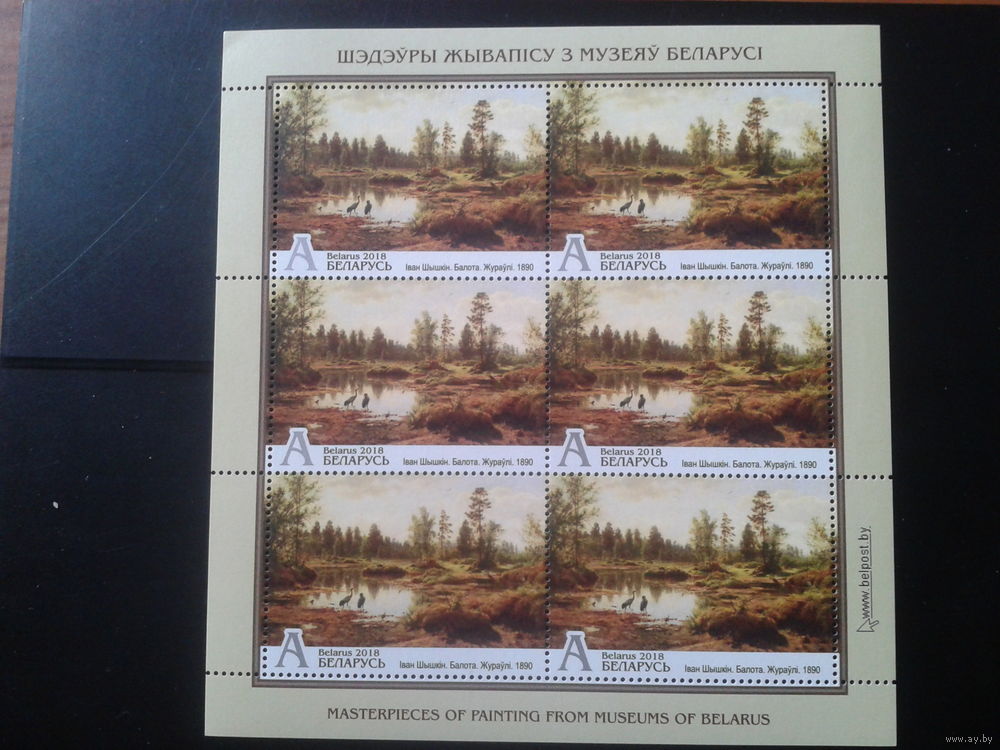 ШЭДЭЎРЫ ЖЫВАПІСУ З МУЗЕЯЎ БЕЛАРУСІ
A Belarus 2018
БЕЛАРУСЬ Іван Шышкін. Балота. Жураўлі. 1890
A Belarus 2018
БЕЛАРУСЬ Іван Шышкін. Балота. Жураўлі. 1890
A Belarus 2018
БЕЛАРУСЬ Іван Шышкін. Балота. Жураўлі. 1890
A Belarus 2018
БЕЛАРУСЬ Іван Шышкін. Балота. Жураўлі. 1890
A Belarus 2018
БЕЛАРУСЬ Іван Шышкін. Балота. Жураўлі. 1890
A Belarus 2018
БЕЛАРУСЬ Іван Шышкін. Балота. Жураўлі. 1890
www.belpost.by
MASTERPIECES OF PAINTING FROM MUSEUMS OF BELARUS
www.ay.by